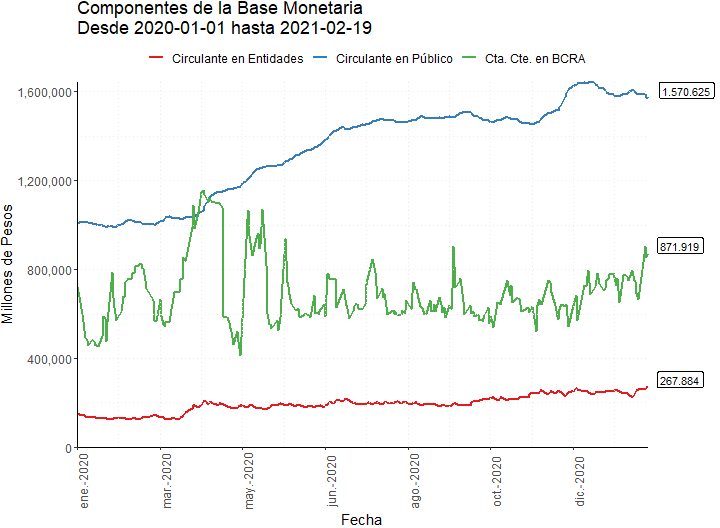 Componentes de la Base Monetaria
Desde 2020-01-01 hasta 2021-02-19
Circulante en Entidades Circulante en Público Cta. Cte. en BCRA
Millones de Pesos
1,600,000
1,200,000
800,000
400,000
0
1.570.625
871.919
267.884
ene.-2020
mar.-2020
may.-2020
jun.-2020
ago.-2020
oct.-2020
dic.-2020
Fecha